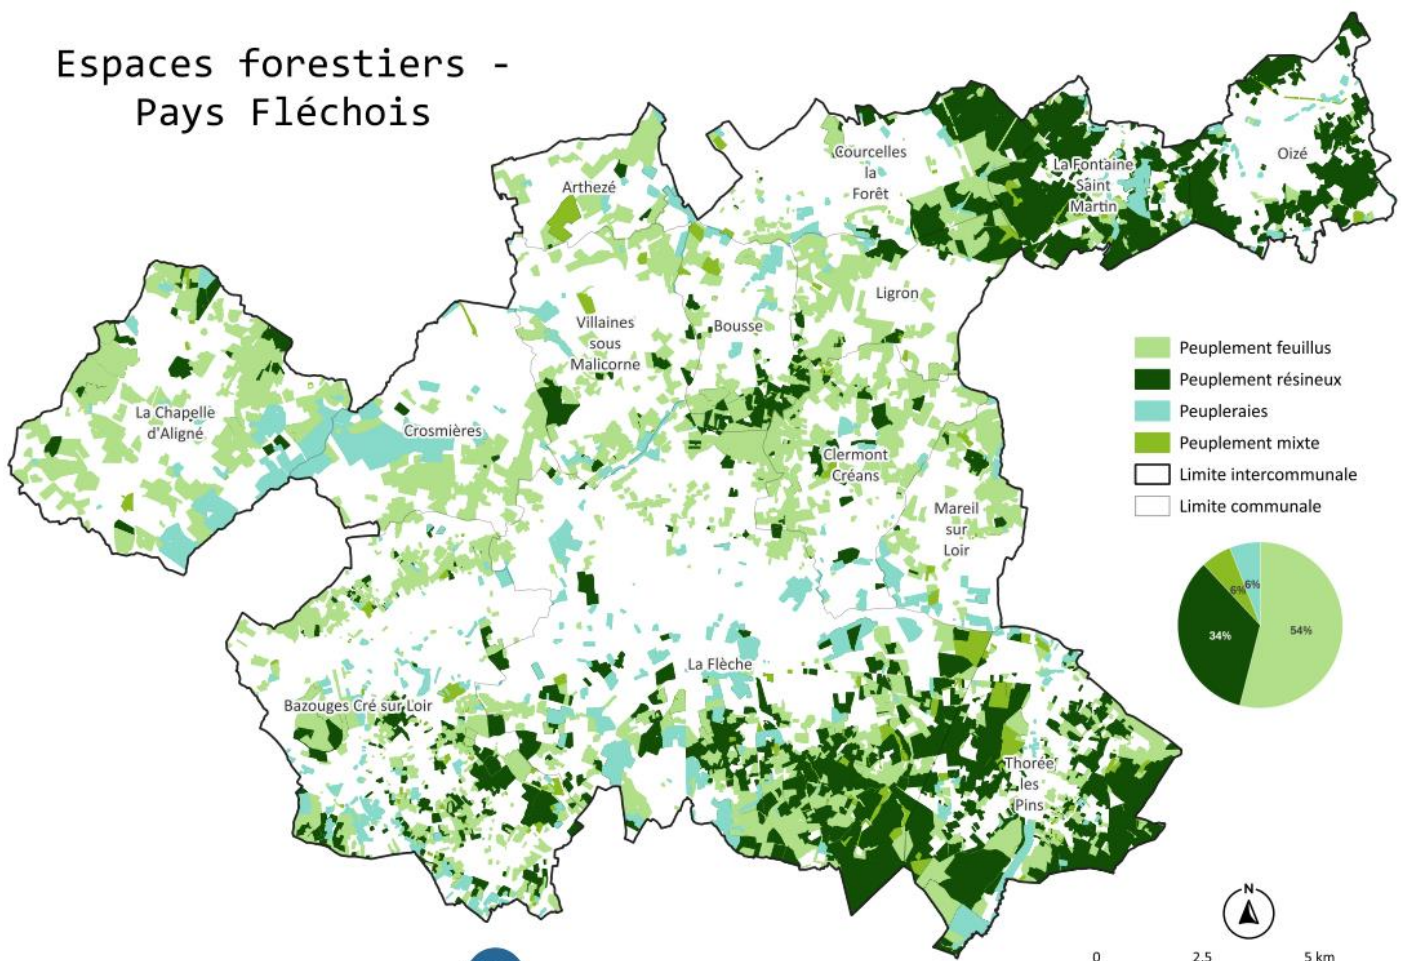 Espaces forestiers -
Pays Fléchois
Courcelles
la
Forêt
La Fontaine
Saint
Martin
Oizé
Arthezé
Ligron
Villaines
sous
Malicorne
Bousse
La Chapelle
d'Aligné
Crosmières
Clermont
Créans
Mareil
sur
Loir
La Flèche
Bazouges Cré sur Loir
Thorée
les
Pins
Peuplement feuillus
Peuplement résineux
Peupleraies
Peuplement mixte
Limite intercommunale
Limite communale
6%
6%
34%
54%
N
0 2,5 5 km